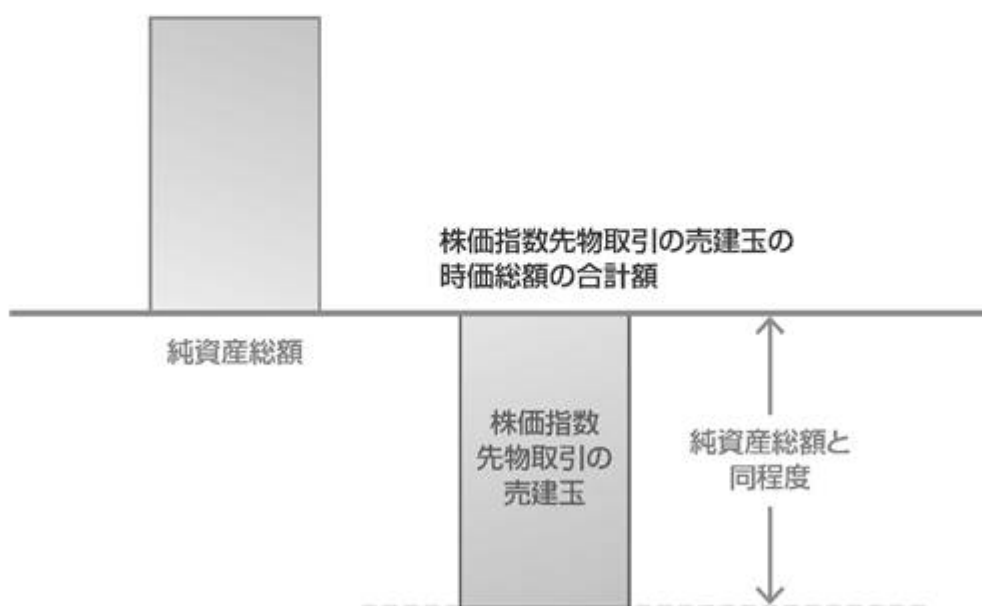 株価指数先物取引の売建玉の
時価総額の合計額
純資産総額
株価指数
先物取引の
売建玉
純資産総額と
同程度